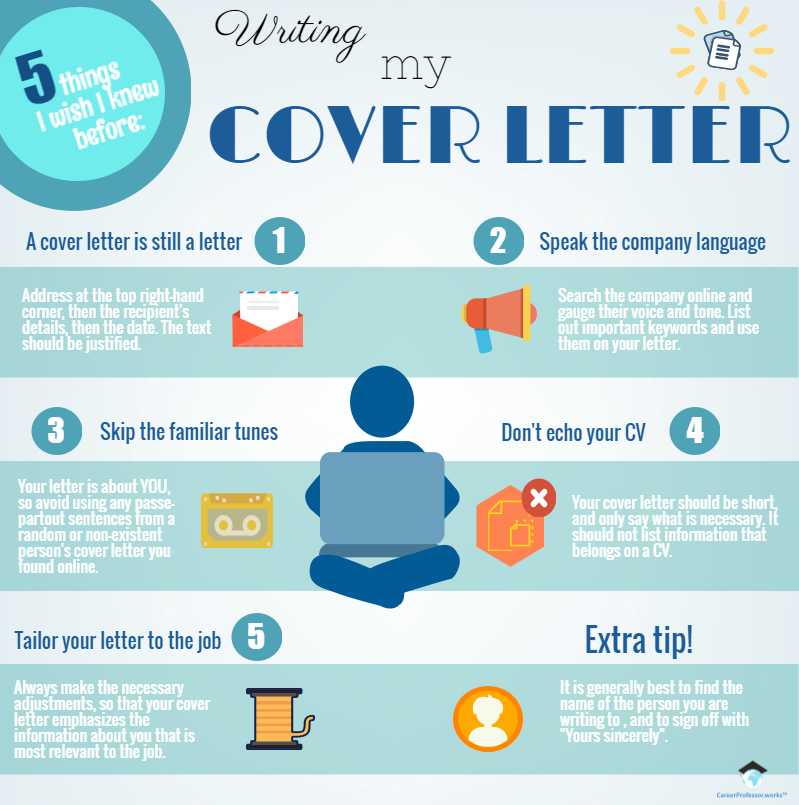 5 things
I wish I knew
before:
Writing
my
COVER LETTER
A cover letter is still a letter
1
Address at the top right-hand
corner, then the recipient's
details, then the date. The text
should be justified.
2
Speak the company language
Search the company online and
gauge their voice and tone. List
out important keywords and use
them on your letter.
3
Skip the familiar tunes
Your letter is about YOU,
so avoid using any passe-
partout sentences from a
random or non-existent
person's cover letter you
found online.
Don't echo your CV
4
Your cover letter should be short,
and only say what is necessary. It
should not list information that
belongs on a CV.
Tailor your letter to the job
5
Always make the necessary
adjustments, so that your cover
letter emphasizes the
information about you that is
most relevant to the job.
Extra tip!
It is generally best to find the
name of the person you are
writing to , and to sign off with
"Yours sincerely".
CareerProfessor.works™